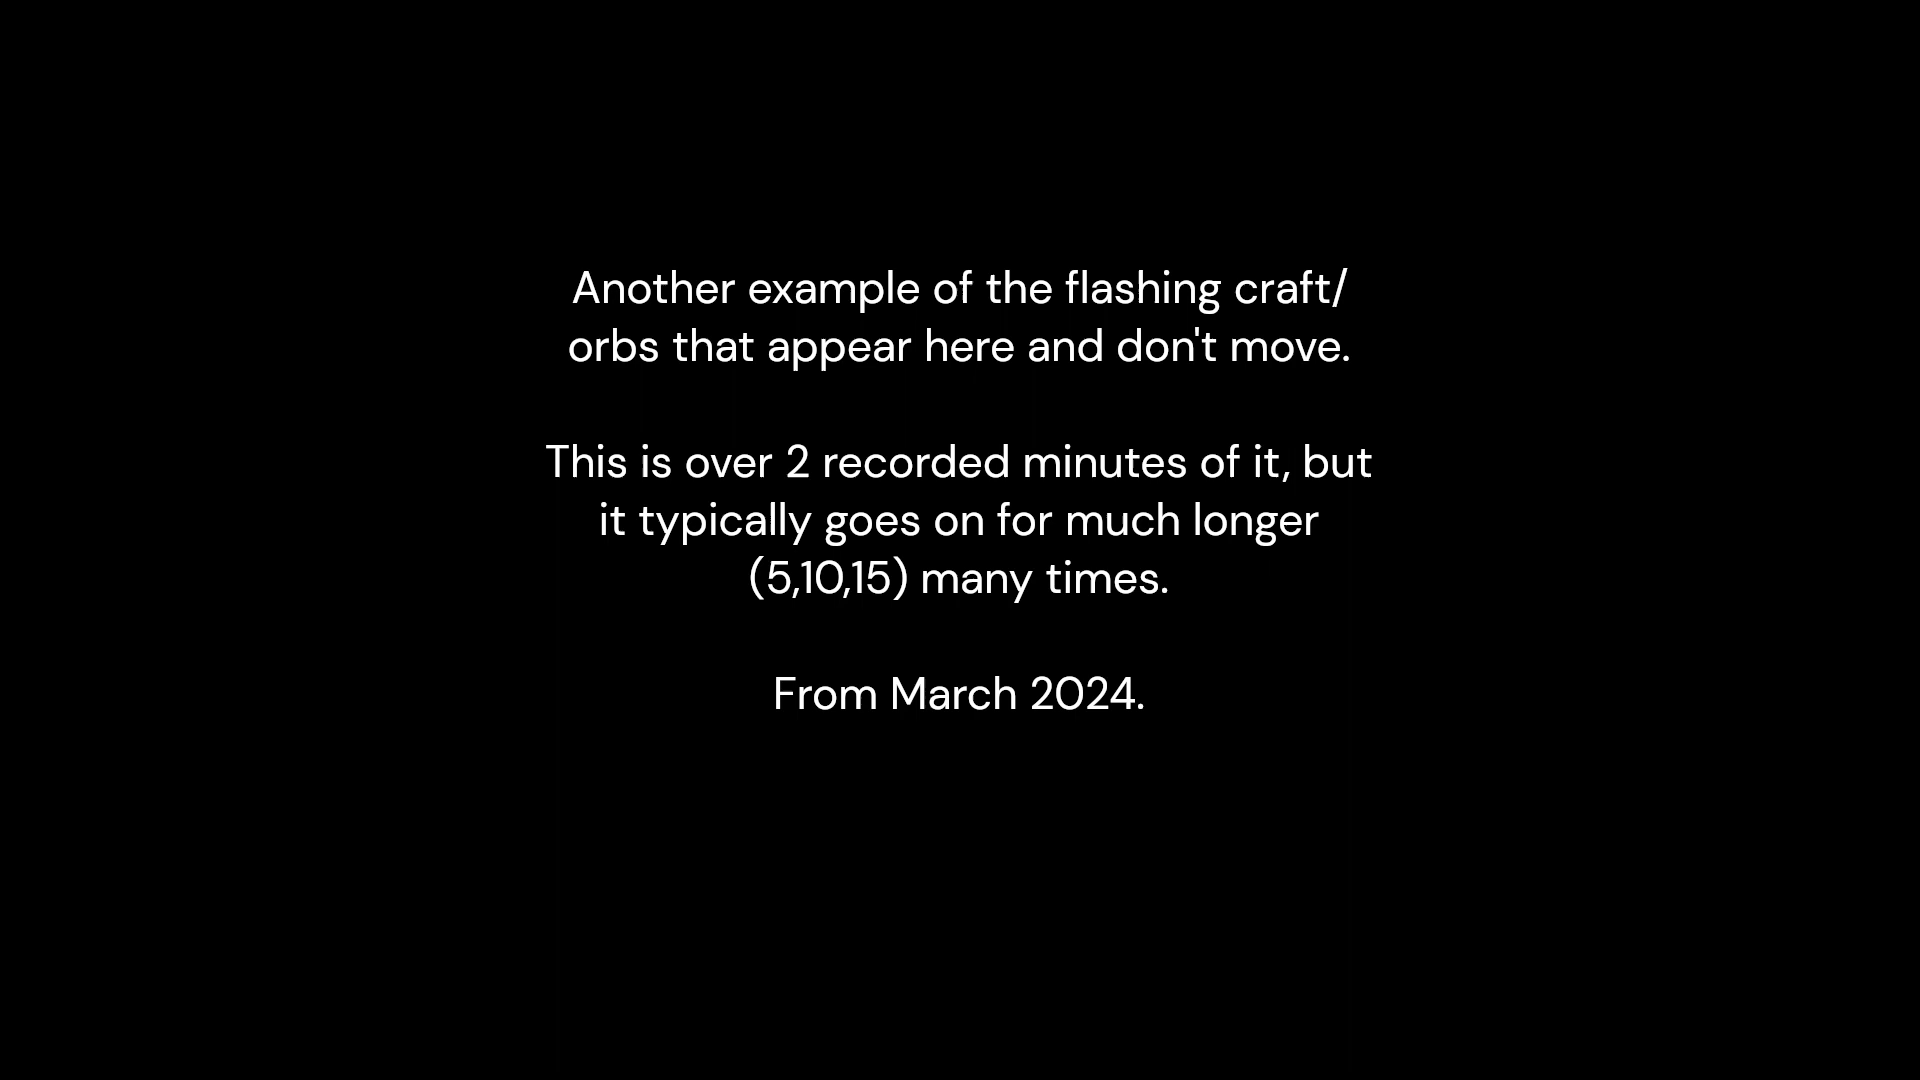 Another example of the flashing craft/
orbs that appear here and don't move.
This is over 2 recorded minutes of it, but
it typically goes on for much longer
(5,10,15) many times.
From March 2024.